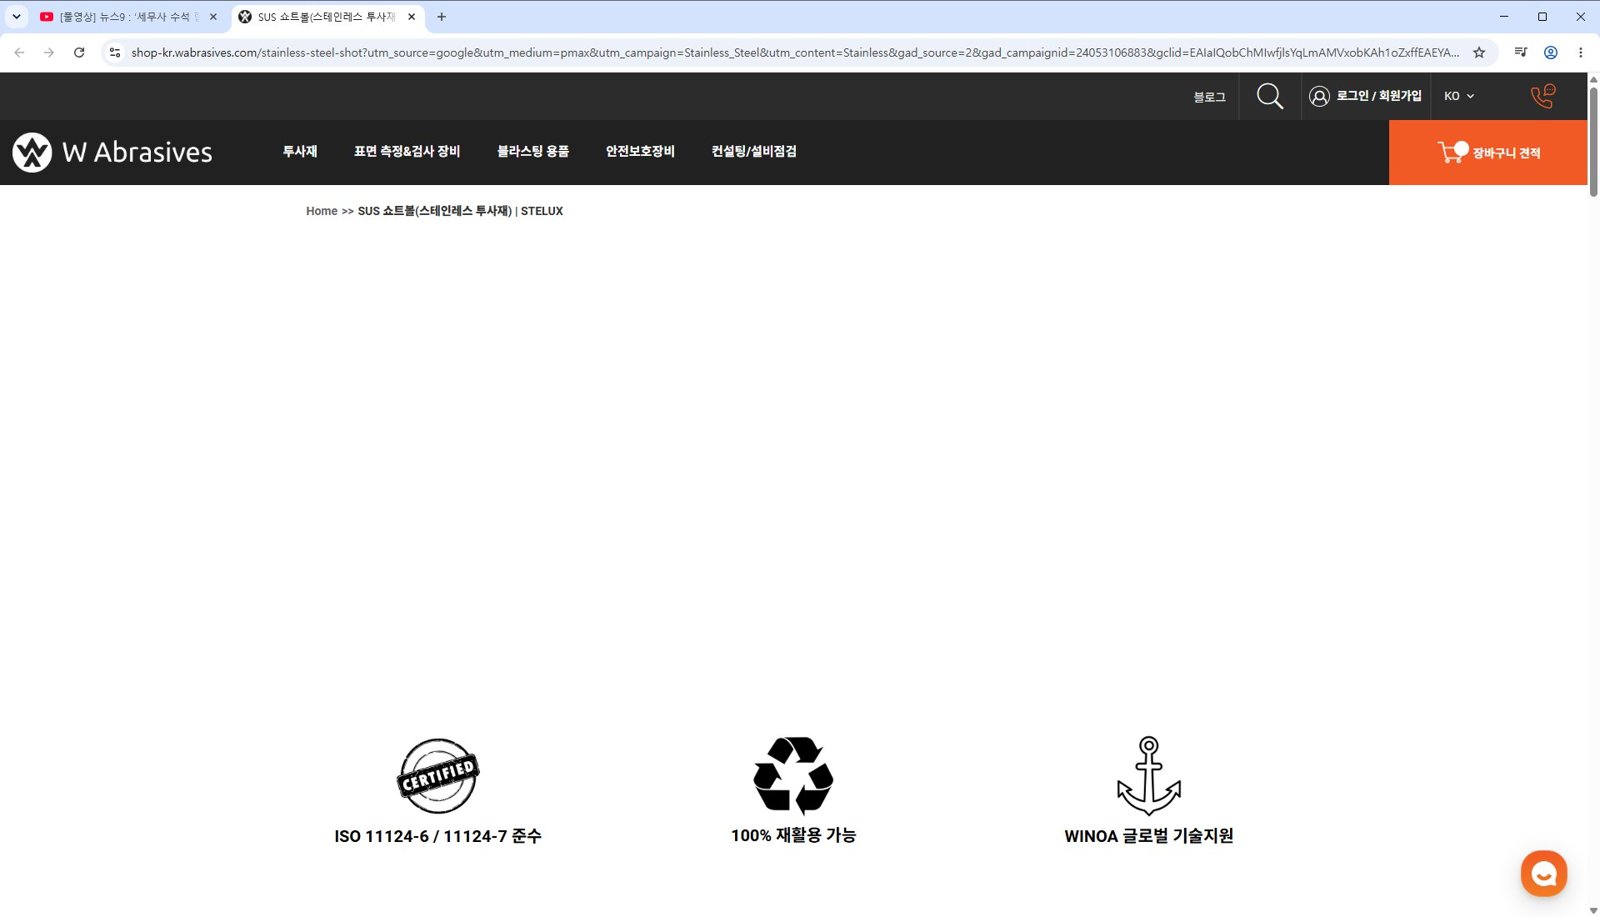 [풀영상] 뉴스9 : '세무사 수석
SUS 쇼트볼(스테인레스 투사재
shop-kr.wabrasives.com/stainless-steel-shot?utm_source=google&utm_medium=pmax&utm_campaign=Stainless_Steel&utm_content=Stainless&gad_source=2&gad_campaignid=24053106883&gclid=EAIaIQobChMIwfjlsYqLmAMVxobKAh1oZxffEAEYA...
블로그
로그인 / 회원가입
KO
W Abrasives
투사재
표면 측정&검사 장비
블라스팅 용품
안전보호장비
컨설팅/설비점검
장바구니 견적
Home >> SUS 쇼트볼(스테인레스 투사재) | STELUX
CERTIFIED
ISO 11124-6 / 11124-7 준수
100% 재활용 가능
WINOA 글로벌 기술지원